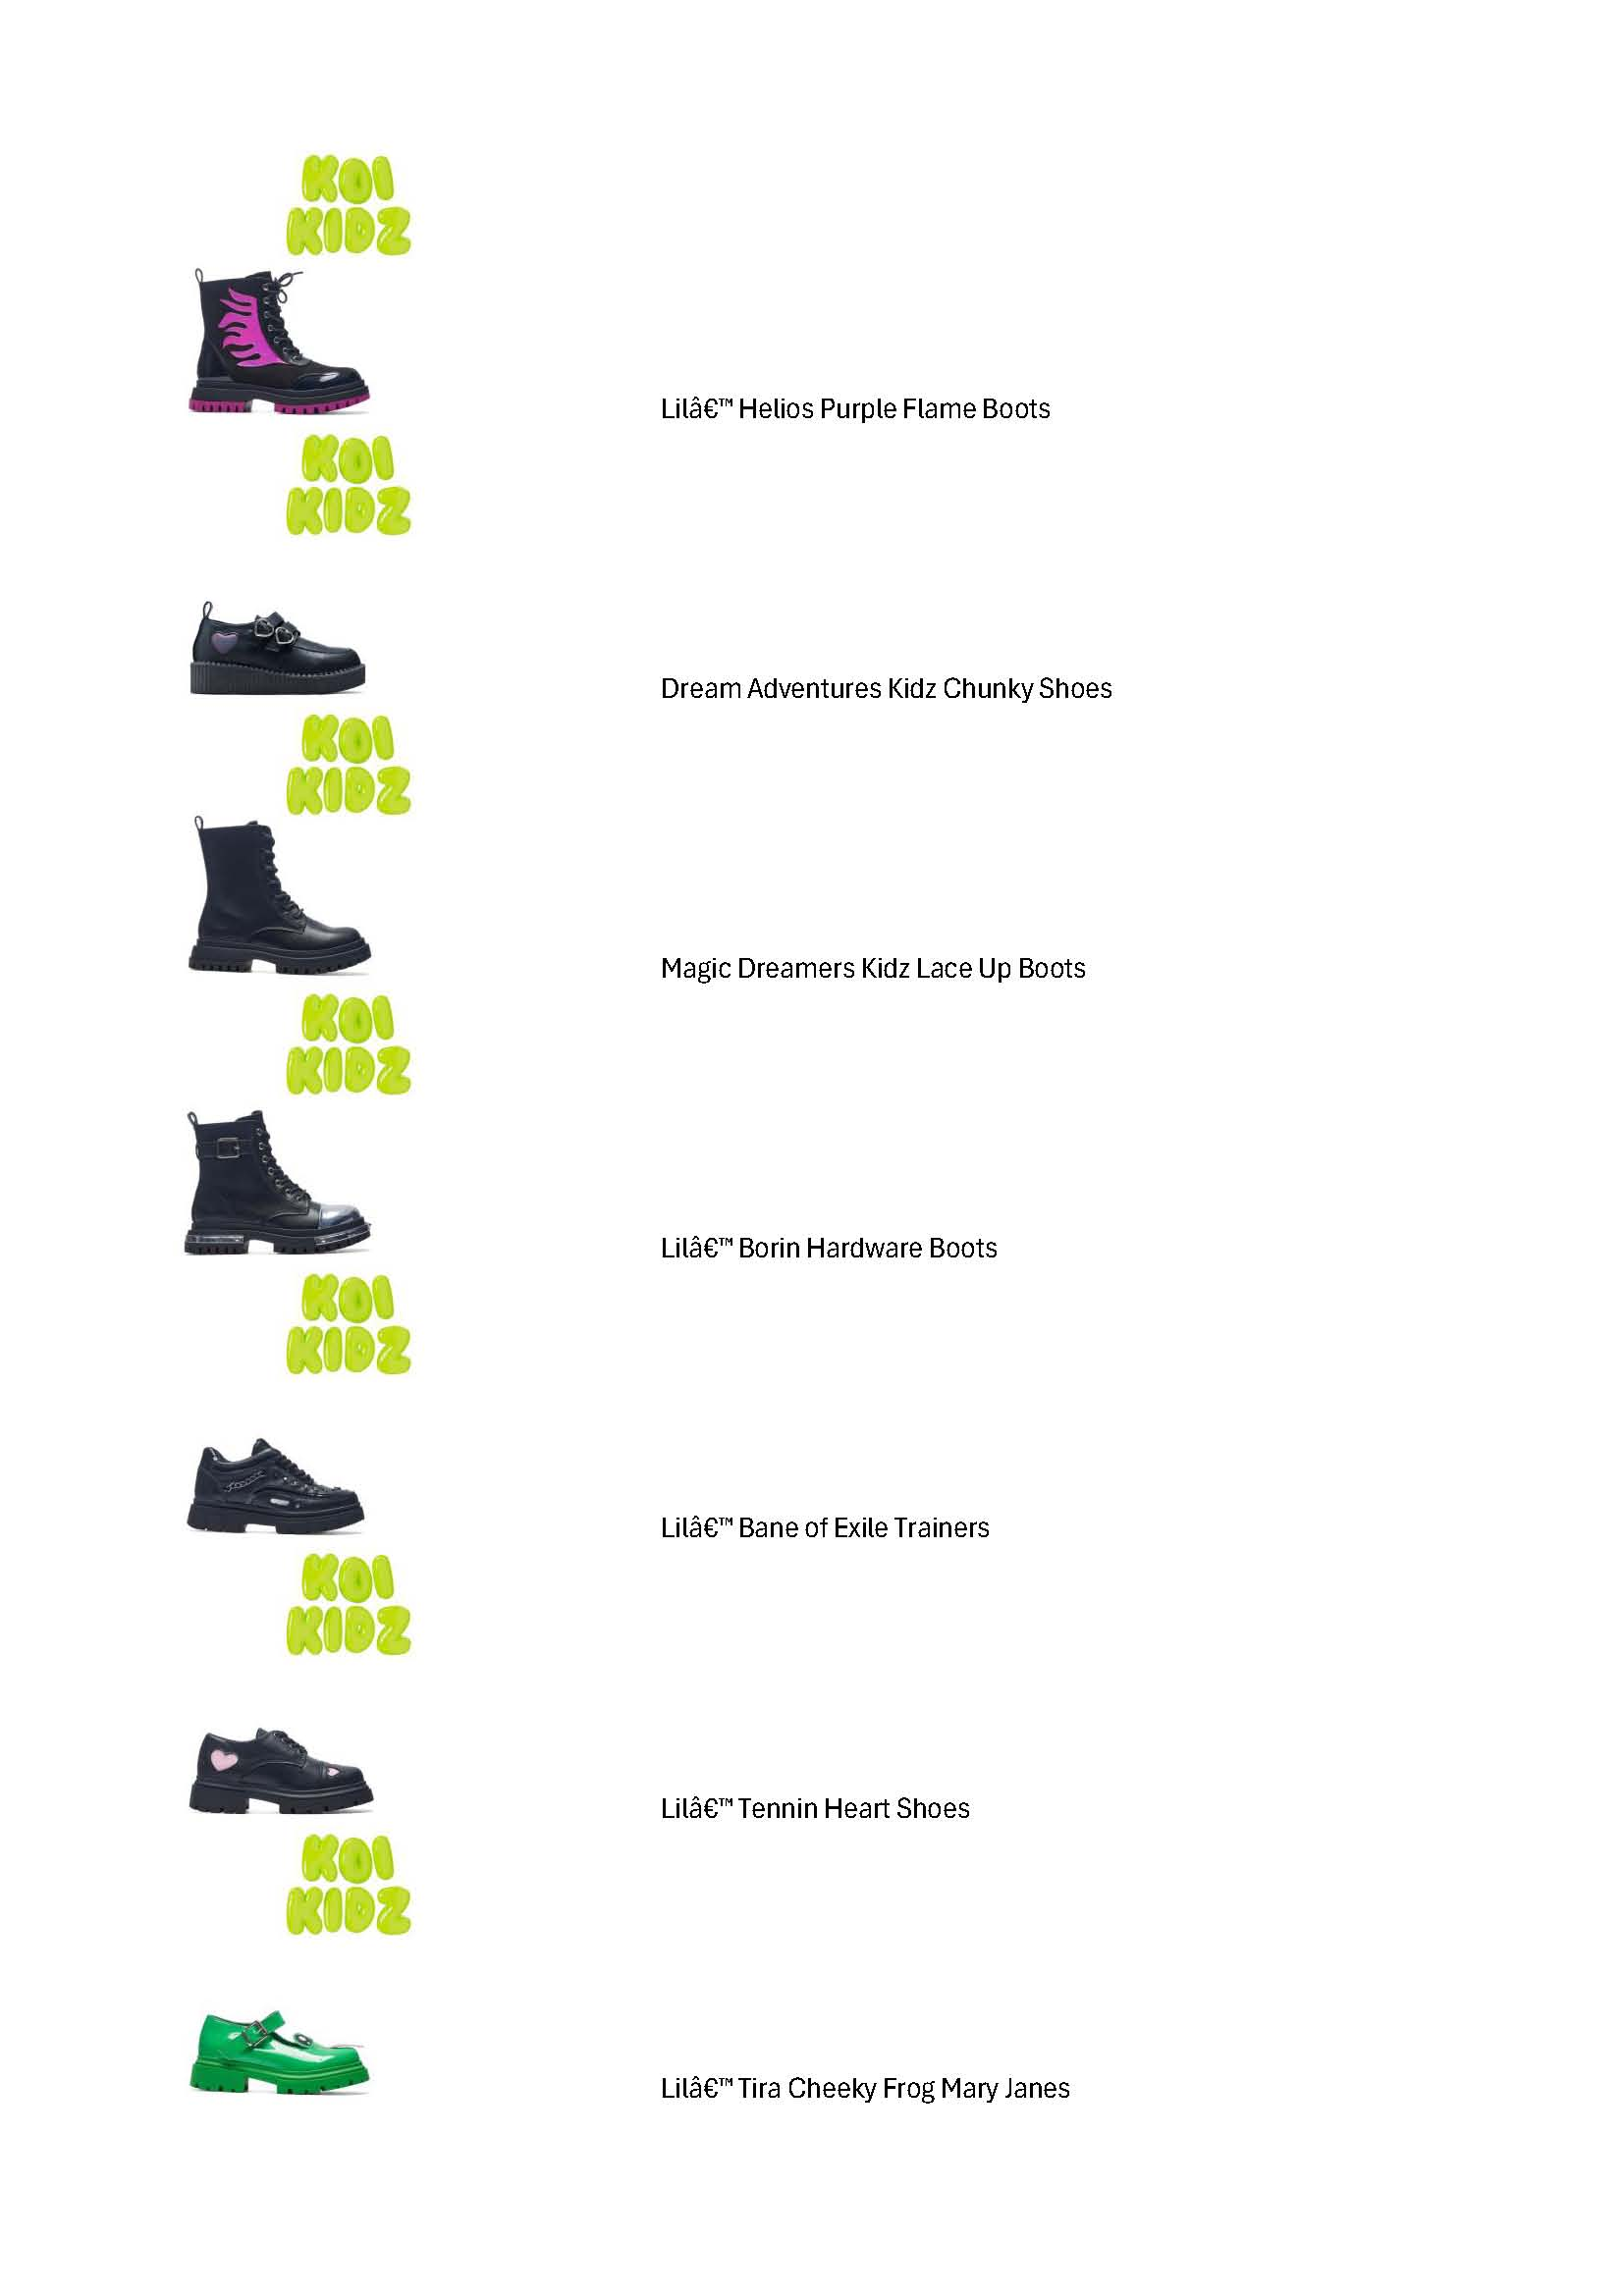 KOI
KIDZ
Lilâ€™ Helios Purple Flame Boots
KOI
KIDZ
Dream Adventures Kidz Chunky Shoes
KOI
KIDZ
Magic Dreamers Kidz Lace Up Boots
KOI
KIDZ
Lilâ€™ Borin Hardware Boots
KOI
KIDZ
Lilâ€™ Bane of Exile Trainers
KOI
KIDZ
Lilâ€™ Tennin Heart Shoes
KOI
KIDZ
Lilâ€™ Tira Cheeky Frog Mary Janes